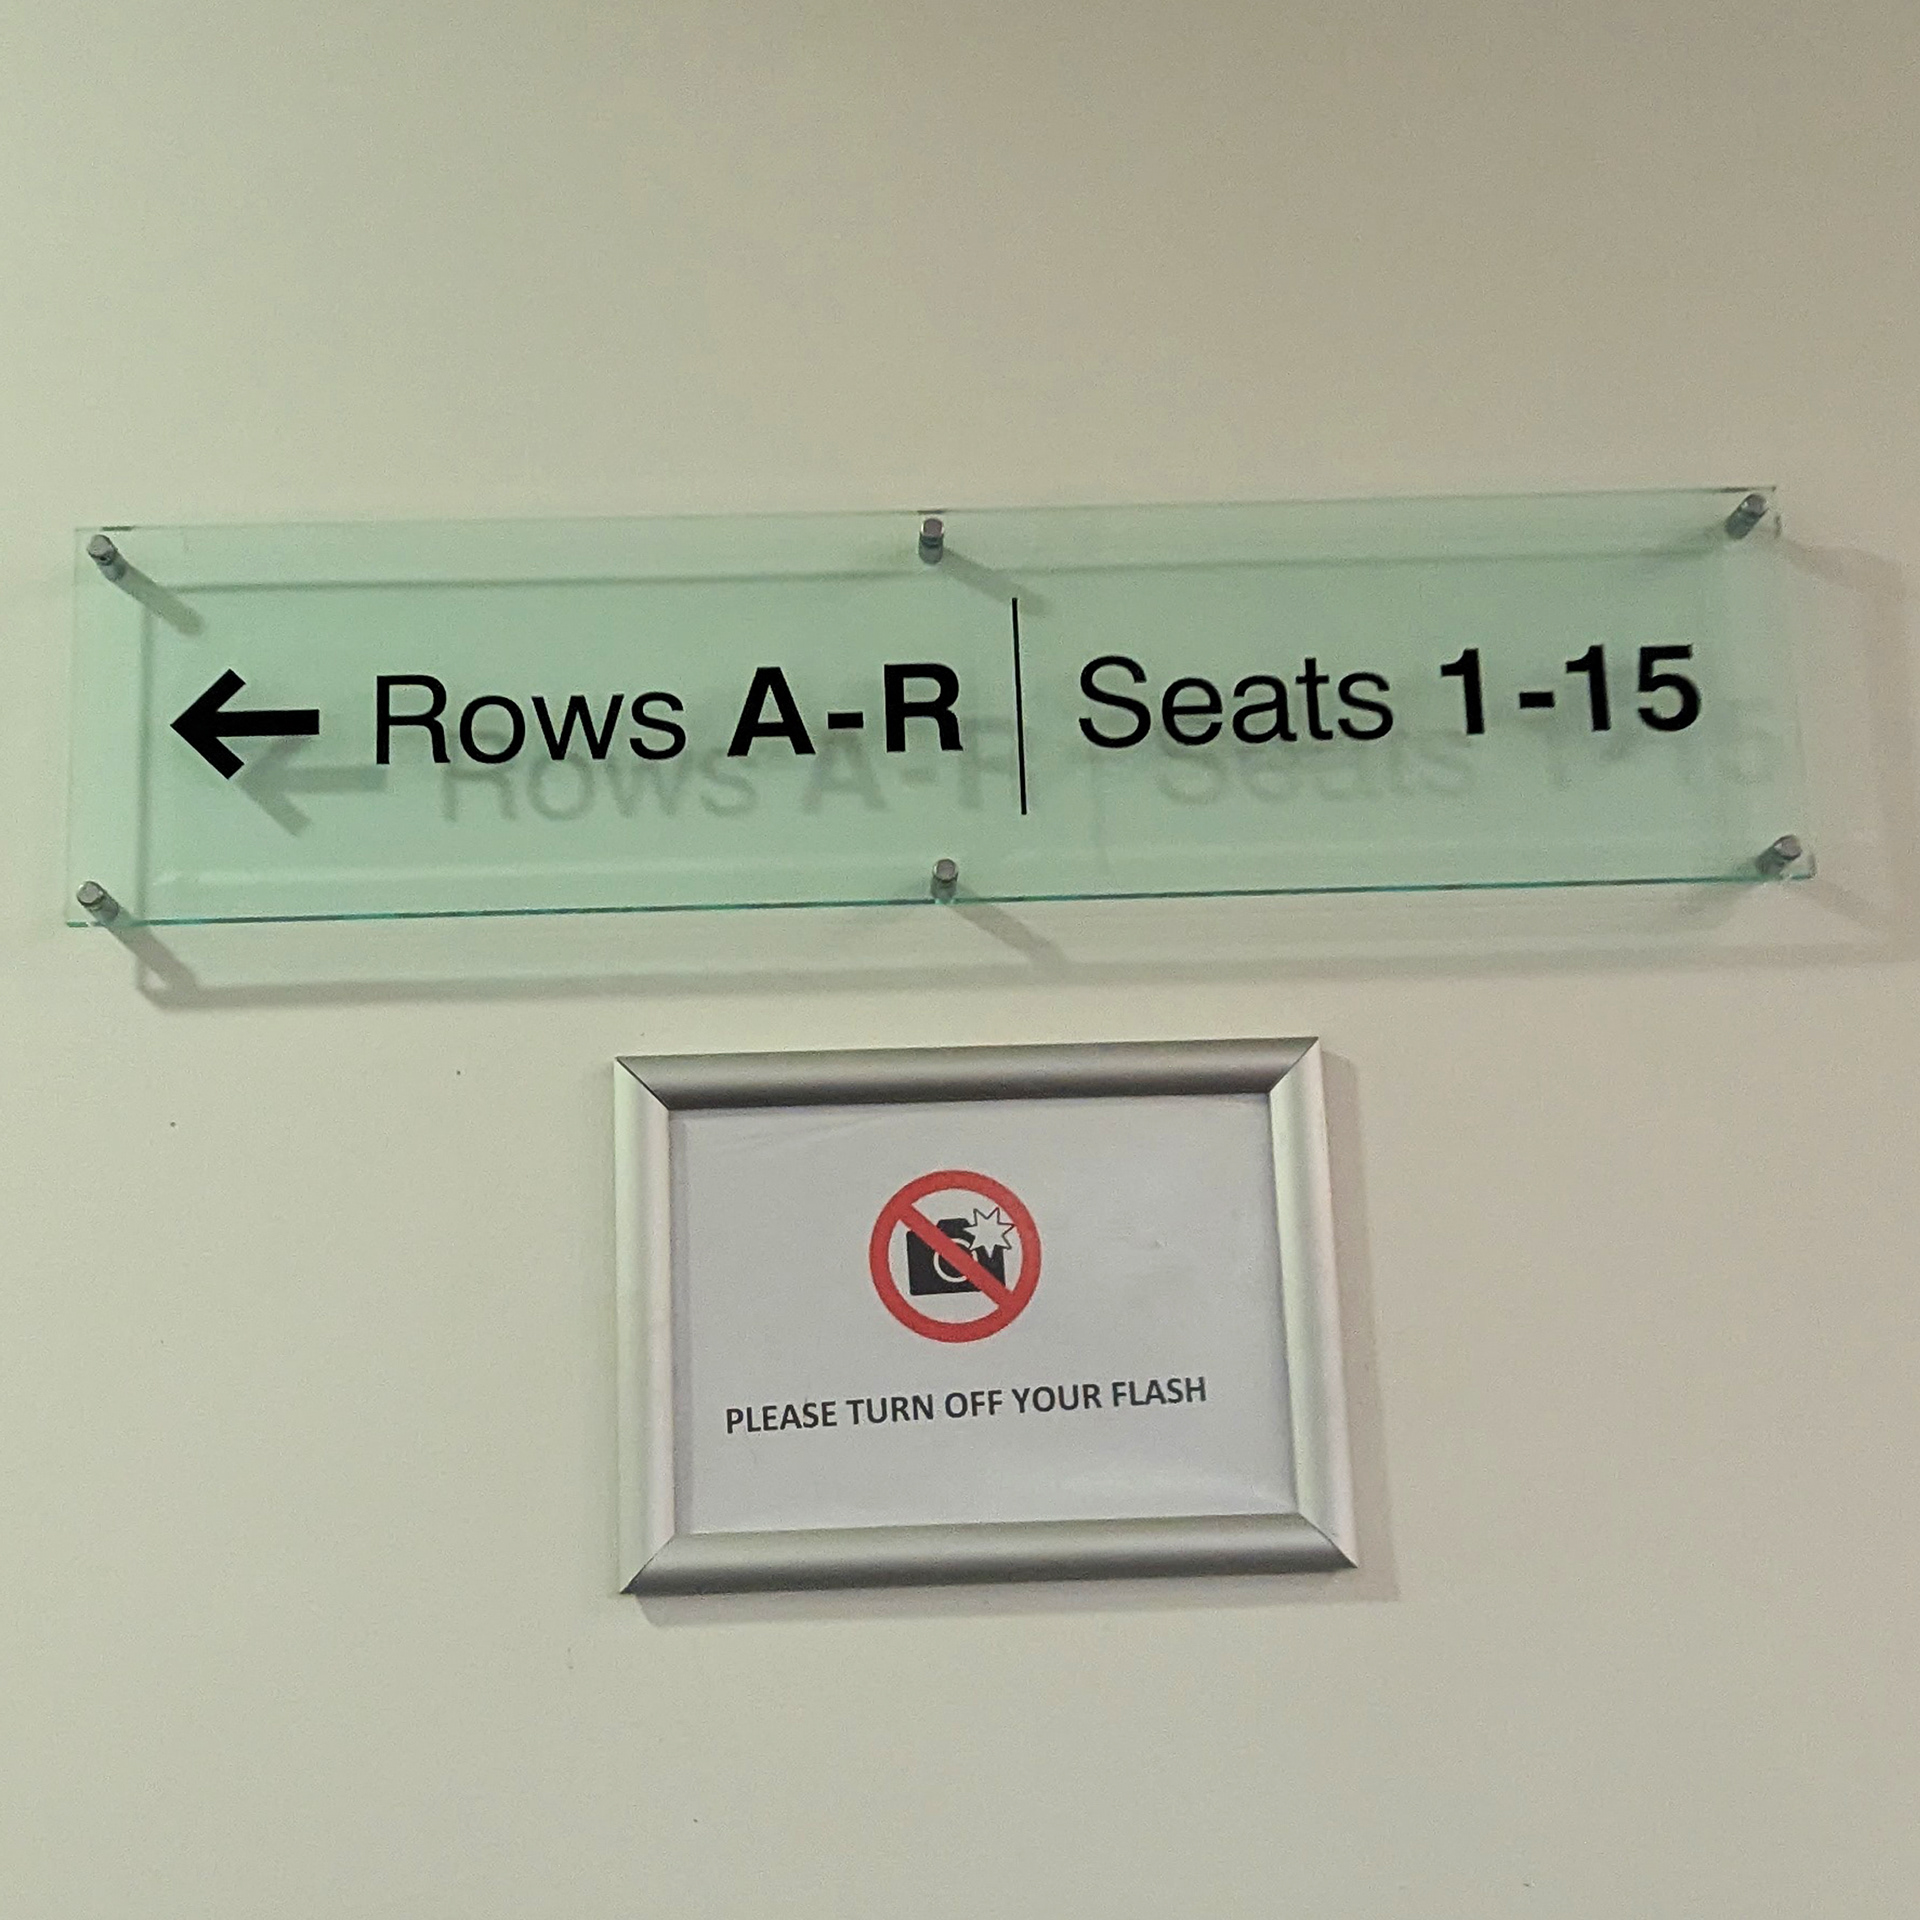 ← Rows A-R | Seats 1-15
PLEASE TURN OFF YOUR FLASH